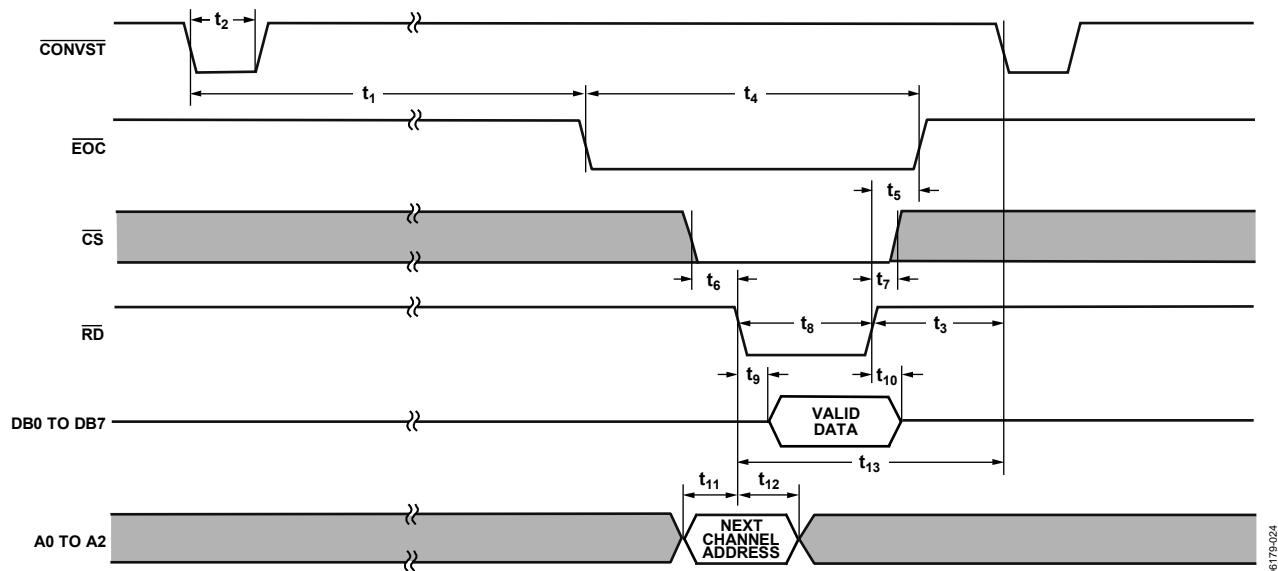 t2
CONVST
t1
t4
EOC
t5
CS
t6
t7
RD
t8
t3
t9
t10
DB0 TO DB7
VALID
DATA
t13
t11
t12
A0 TO A2
NEXT
CHANNEL
ADDRESS
6179-024